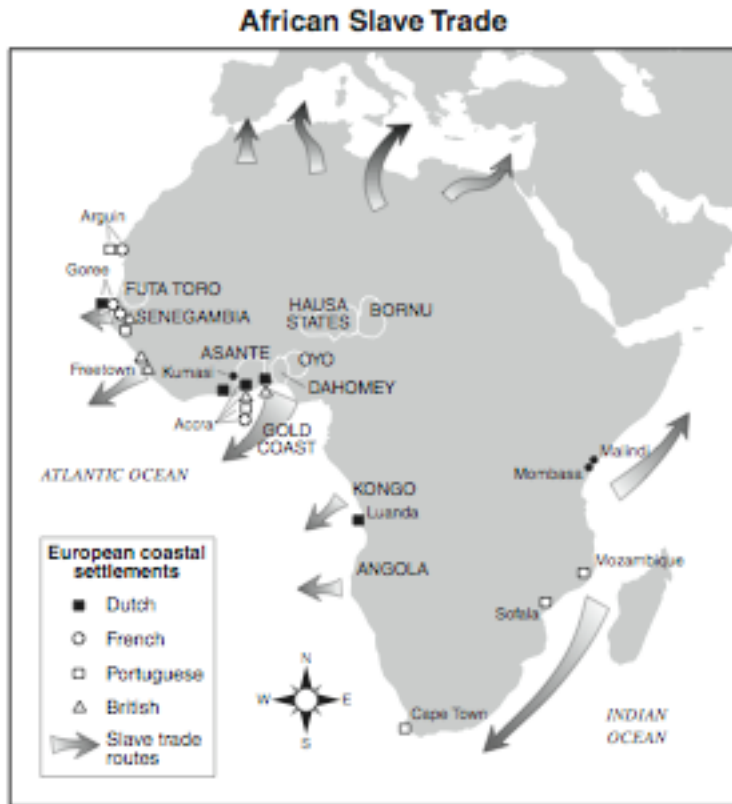 African Slave Trade
Arguin
Goree
FUTA TORO
SENEGAMBIA
HAUSA
STATES
BORNU
ASANTE
OYO
Freetown
Kumasi
DAHOMEY
Accra
GOLD
COAST
ATLANTIC OCEAN
Malindi
Mombasa
KONGO
Luanda
ANGOLA
Mozambique
Sofala
Cape Town
INDIAN
OCEAN
N
W
E
S
European coastal
settlements
Dutch
French
Portuguese
British
Slave trade
routes